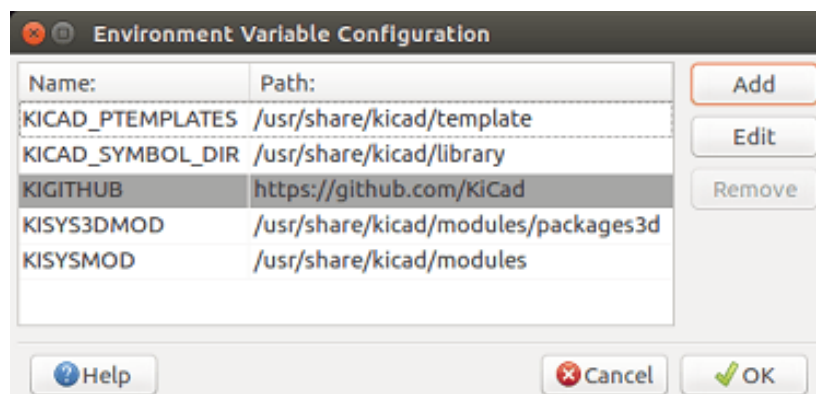 Environment Variable Configuration
Name: Path: Add
KICAD_PTEMPLATES /usr/share/kicad/template
Edit
KICAD_SYMBOL_DIR /usr/share/kicad/library
KIGITHUB https://github.com/KiCad Remove
KISYS3DMOD /usr/share/kicad/modules/packages3d
KISYSMOD /usr/share/kicad/modules
Help Cancel OK